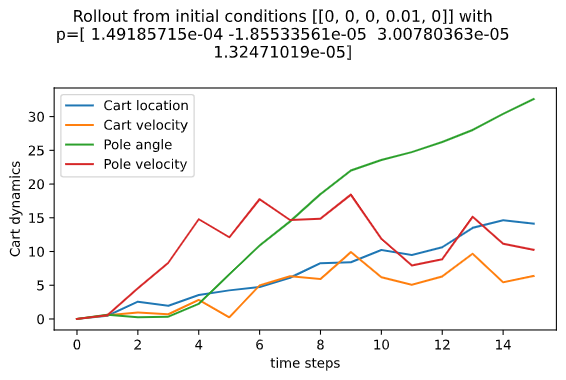 Rollout from initial conditions [[0, 0, 0, 0.01, 0]] with
p=[ 1.49185715e-04 -1.85533561e-05  3.00780363e-05
1.32471019e-05]
Cart location
Cart velocity
Pole angle
Pole velocity
Cart dynamics
30
25
20
15
10
5
0
0 2 4 6 8 10 12 14
time steps